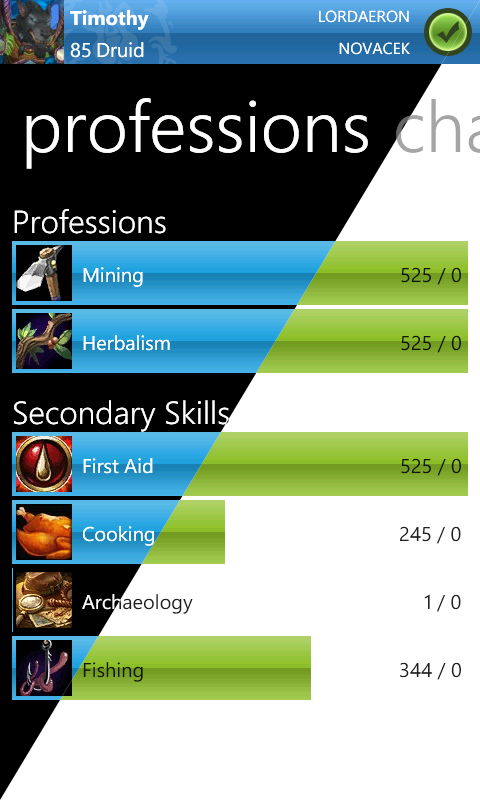 Timothy
LORDAERON
85 Druid
NOVACEK
professions cha
Professions
Mining 525 / 0
Herbalism 525 / 0
Secondary Skills
First Aid 525 / 0
Cooking 245 / 0
Archaeology 1 / 0
Fishing 344 / 0